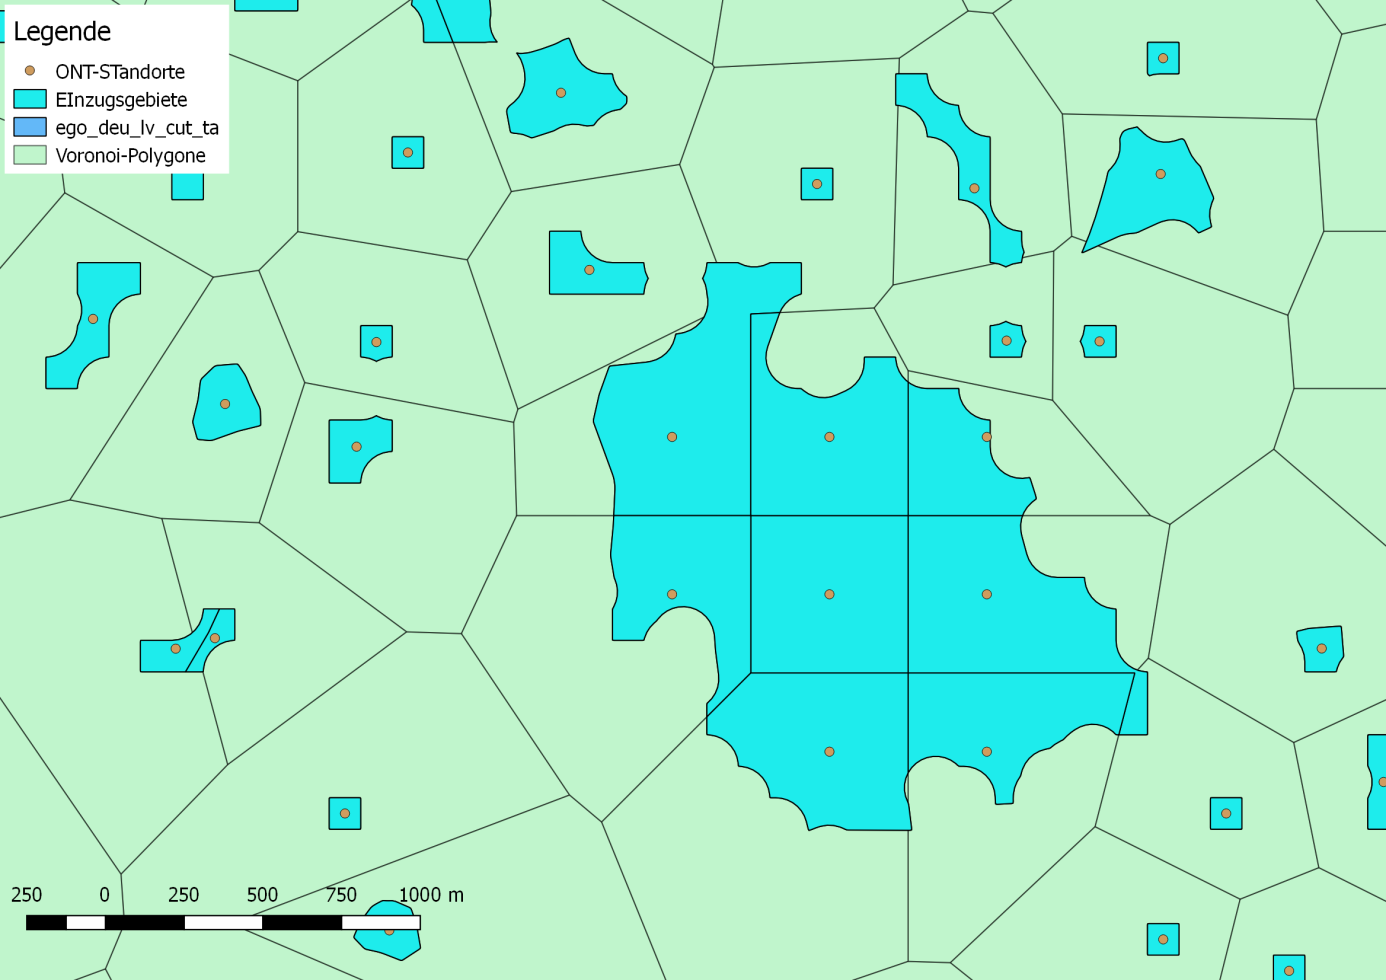 Legende
ONT-STandorte
EInzugsgebiete
ego_deu_lv_cut_ta
Voronoi-Polygone
250 0 250 500 750 1000 m